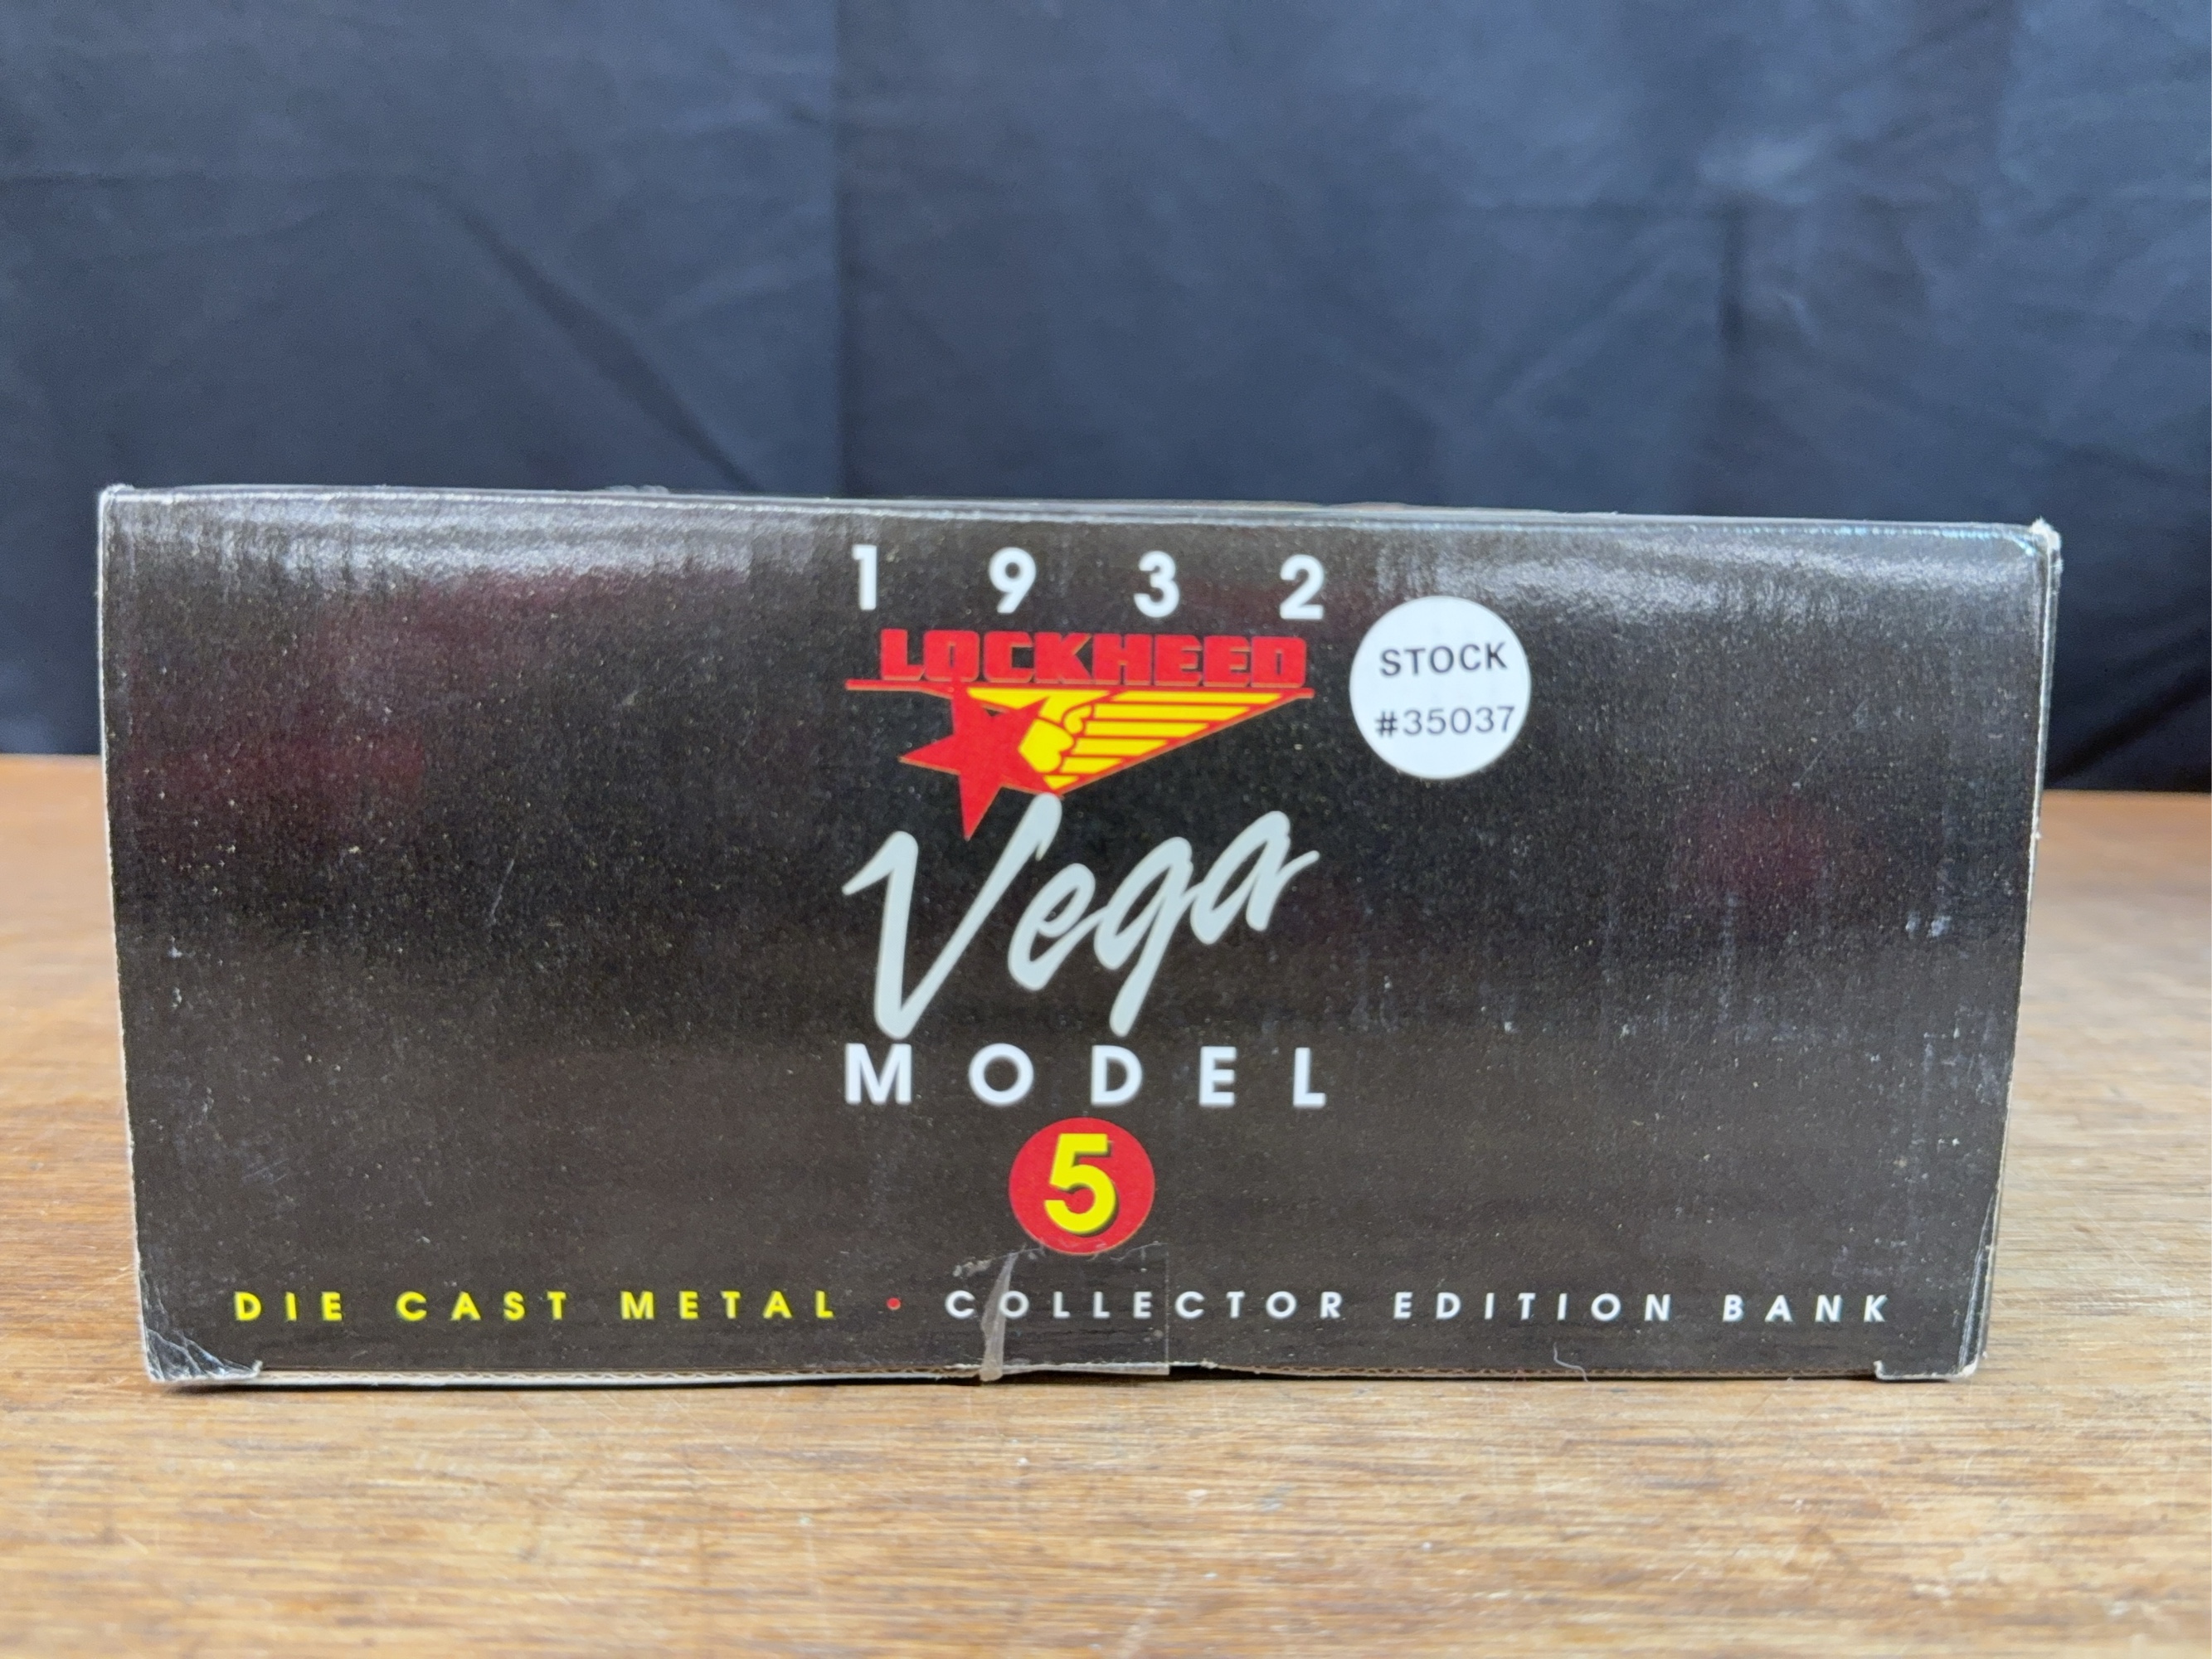 1932
LOCKHEED
STOCK
#35037
Vega
MODEL
5
DIE CAST METAL • COLLECTOR EDITION BANK